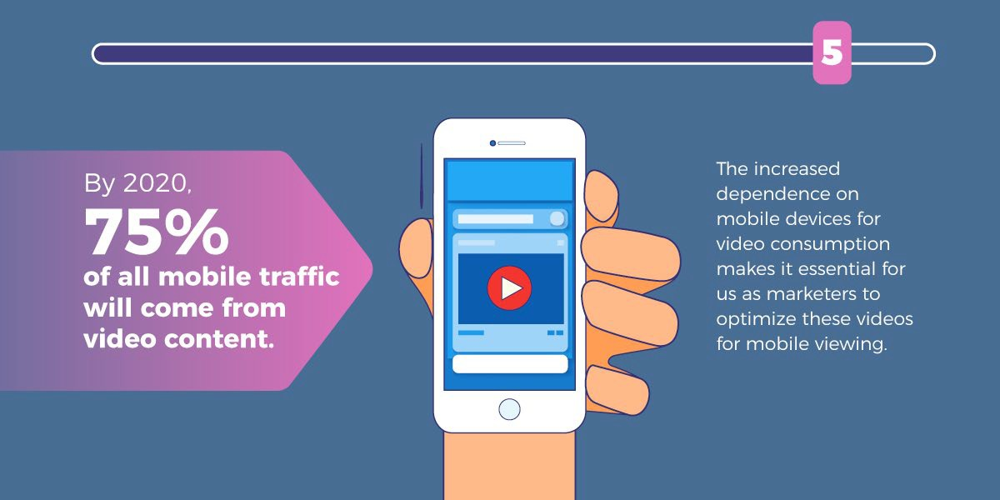 5
By 2020,
75%
of all mobile traffic
will come from
video content.
The increased
dependence on
mobile devices for
video consumption
makes it essential for
us as marketers to
optimize these videos
for mobile viewing.